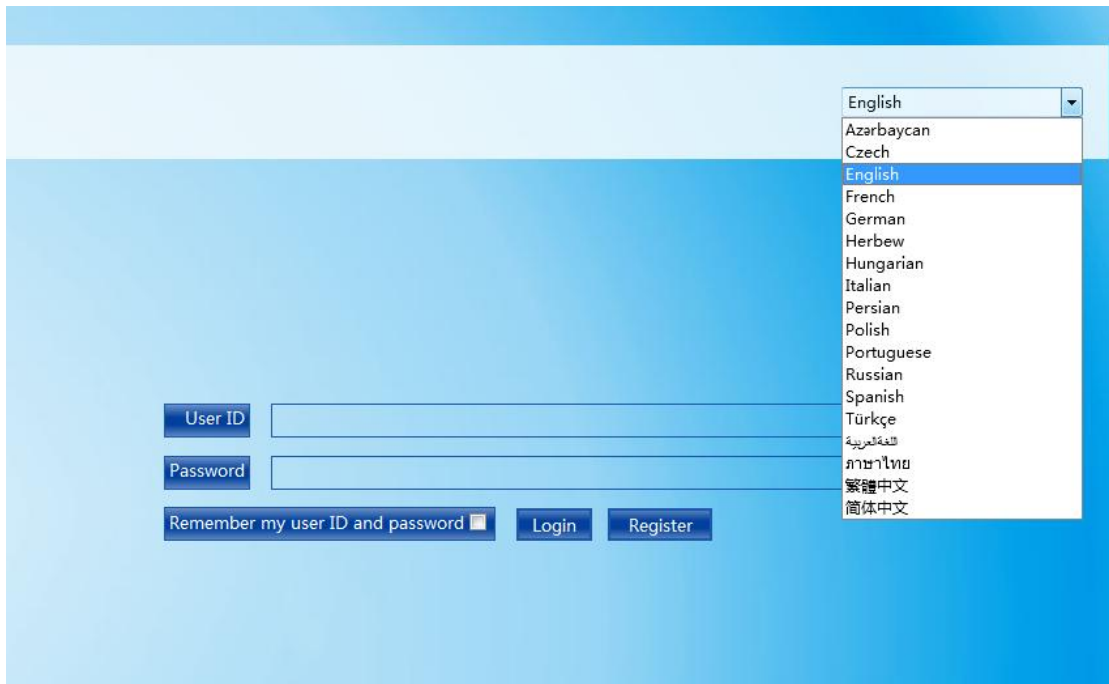 English
Azərbaycan
Czech
English
French
German
Herbew
Hungarian
Italian
Persian
Polish
Portuguese
Russian
Spanish
Türkçe
اللغةالعربية
ภาษาไทย
繁體中文
简体中文
User ID
Password
Remember my user ID and password
Login Register